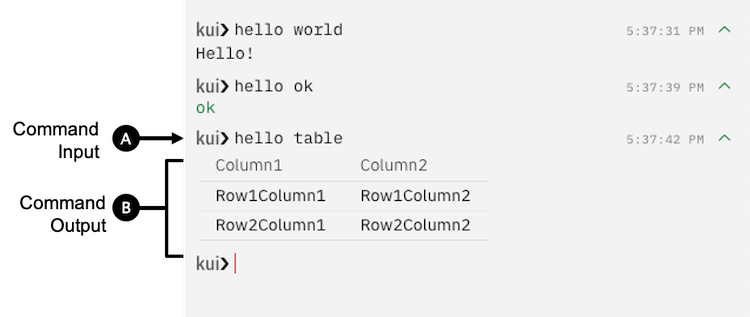 kui❯ hello world 5:37:31 PM
Hello!
kui❯ hello ok 5:37:39 PM
ok
Command Input A kui❯ hello table 5:37:42 PM
Column1 Column2
Row1Column1 Row1Column2
Command Output B
Row2Column1 Row2Column2
kui❯